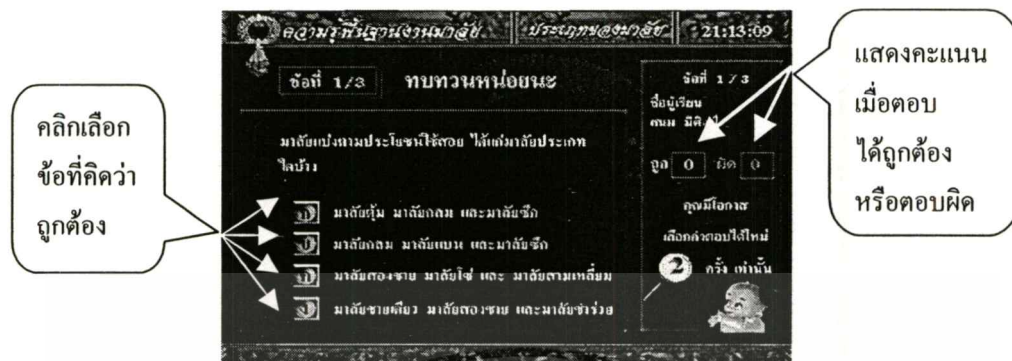 ความรู้พื้นฐานงานมาลัย ประเภทของมาลัย 21:13:09
ข้อที่ 1/3 ทบทวนหน่อยนะ
มาลัยแบ่งตามประโยชน์ใช้สอย ได้แก่มาลัยประเภท
ใดบ้าง
มาลัยตุ้ม มาลัยกลม และมาลัยซีก
มาลัยกลม มาลัยแบน และมาลัยซีก
มาลัยสองชาย มาลัยโซ่ และ มาลัยสามเหลี่ยม
มาลัยชายเดียว มาลัยสองชาย และมาลัยชำร่วย
ข้อที่ 1/3
ชื่อผู้เรียน
ถูก 0 ผิด 0
คุณมีโอกาส
เลือกคำตอบได้ใหม่
2 ครั้ง เท่านั้น
คลิกเลือก
ข้อที่คิดว่า
ถูกต้อง
แสดงคะแนน
เมื่อตอบ
ได้ถูกต้อง
หรือตอบผิด